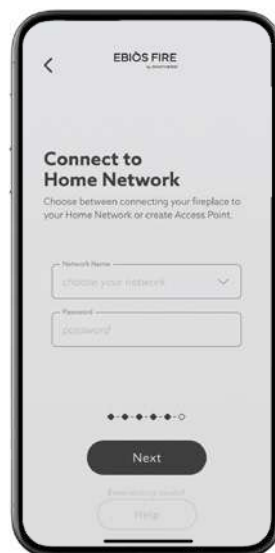 EBIÒS FIRE
Connect to
Home Network
Choose between connecting your fireplace to
your Home Network or create Access Point.
Network Name
choose your network
Password
password
Next
Help